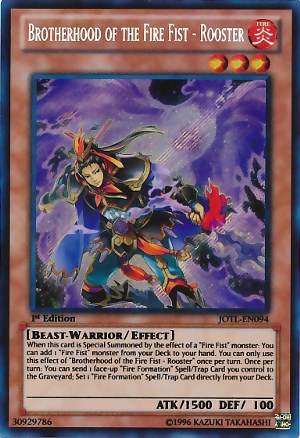 BROTHERHOOD OF THE FIRE FIST - ROOSTER
FIRE
炎
1st Edition
JOTL-EN094
[BEAST-WARRIOR/EFFECT]
When this card is Special Summoned by the effect of a "Fire Fist" monster: You
can add 1 "Fire Fist" monster from your Deck to your hand. You can only use
this effect of "Brotherhood of the Fire Fist - Rooster" once per turn. Once per
turn: You can send 1 face-up "Fire Formation" Spell/Trap Card you control to
the Graveyard; Set 1 "Fire Formation" Spell/Trap Card directly from your Deck.
ATK/1500 DEF/ 100
30929786
©1996 KAZUKI TAKAHASHI